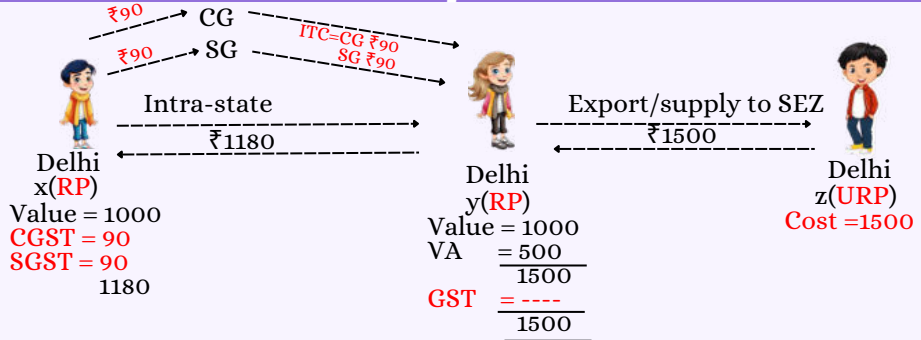 ₹90
CG
₹90
SG
ITC=CG ₹90
SG ₹90
Intra-state
₹1180
Export/supply to SEZ
₹1500
Delhi
x(RP)
Value = 1000
CGST = 90
SGST = 90
1180
Delhi
y(RP)
Value = 1000
VA = 500
1500
GST = ----
1500
Delhi
z(URP)
Cost =1500